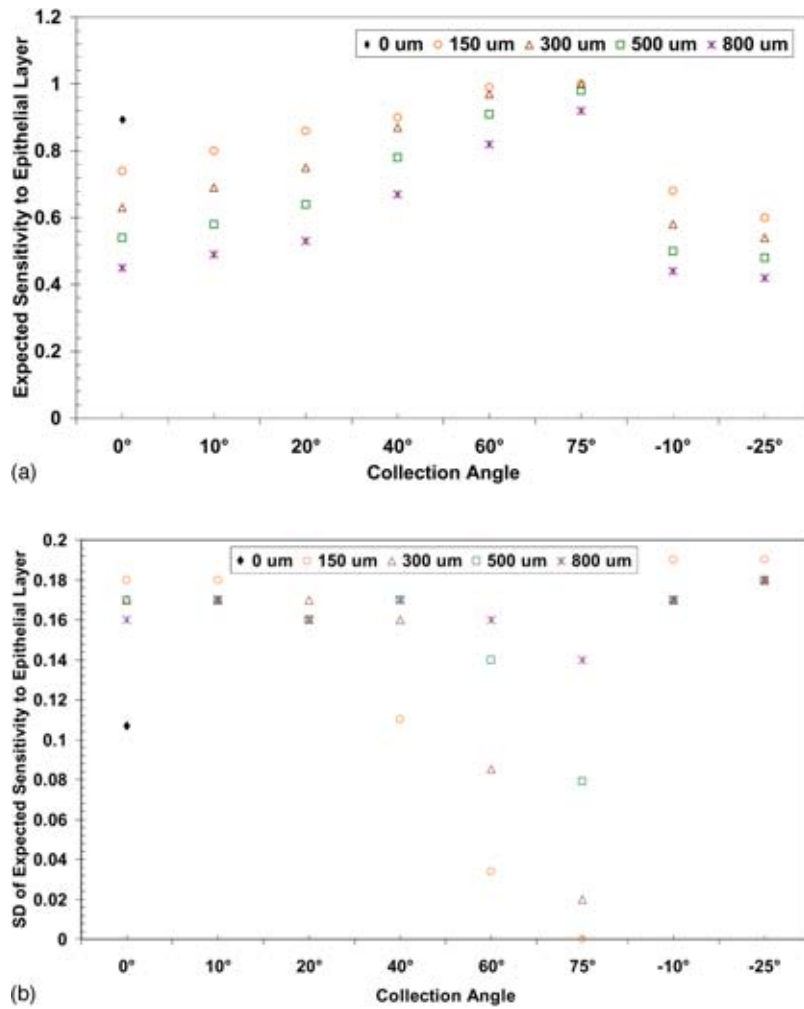 1.2
◆ 0 um ○ 150 um △ 300 um □ 500 um ж 800 um
1
0.8
0.6
0.4
0.2
0
Expected Sensitivity to Epithelial Layer
0° 10° 20° 40° 60° 75° -10° -25°
(a)
Collection Angle
0.2
◆ 0 um ○ 150 um △ 300 um □ 500 um ж 800 um
0.18
0.16
0.14
0.12
0.1
0.08
0.06
0.04
0.02
0
SD of Expected Sensitivity to Epithelial Layer
0° 10° 20° 40° 60° 75° -10° -25°
(b)
Collection Angle